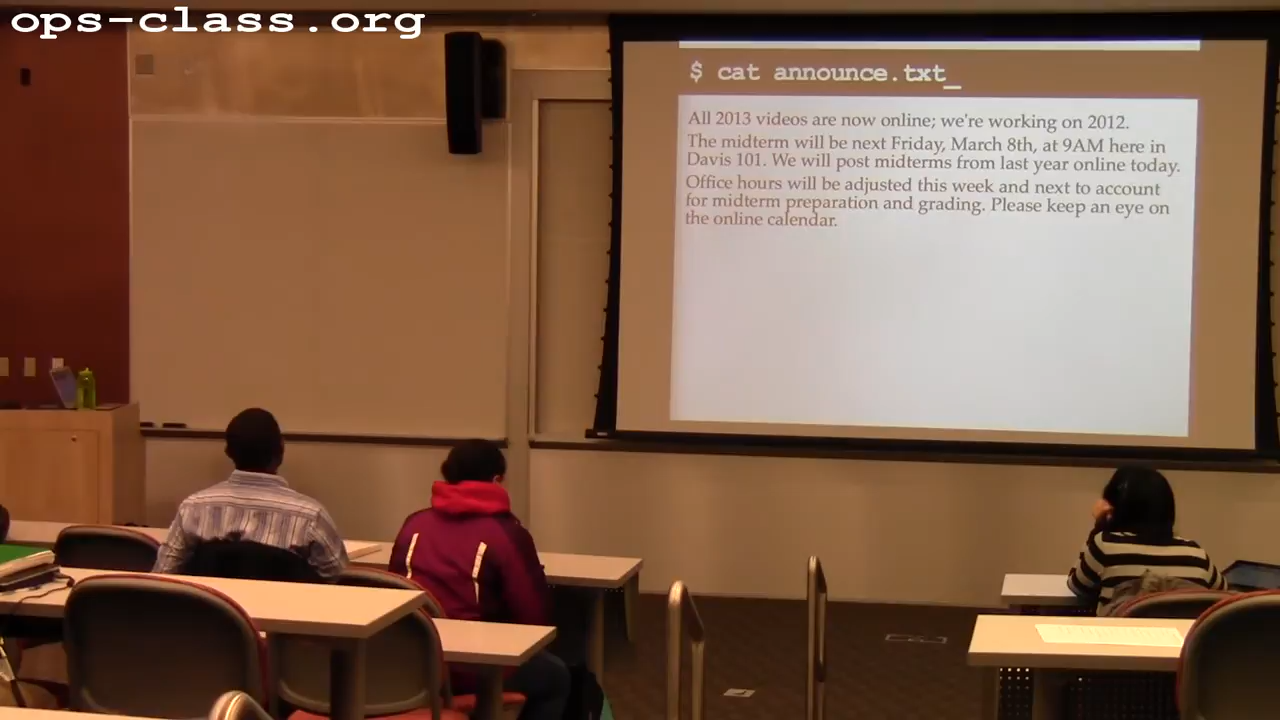 ops-class.org
$ cat announce.txt_
All 2013 videos are now online; we're working on 2012.
The midterm will be next Friday, March 8th, at 9AM here in
Davis 101. We will post midterms from last year online today.
Office hours will be adjusted this week and next to account
for midterm preparation and grading. Please keep an eye on
the online calendar.